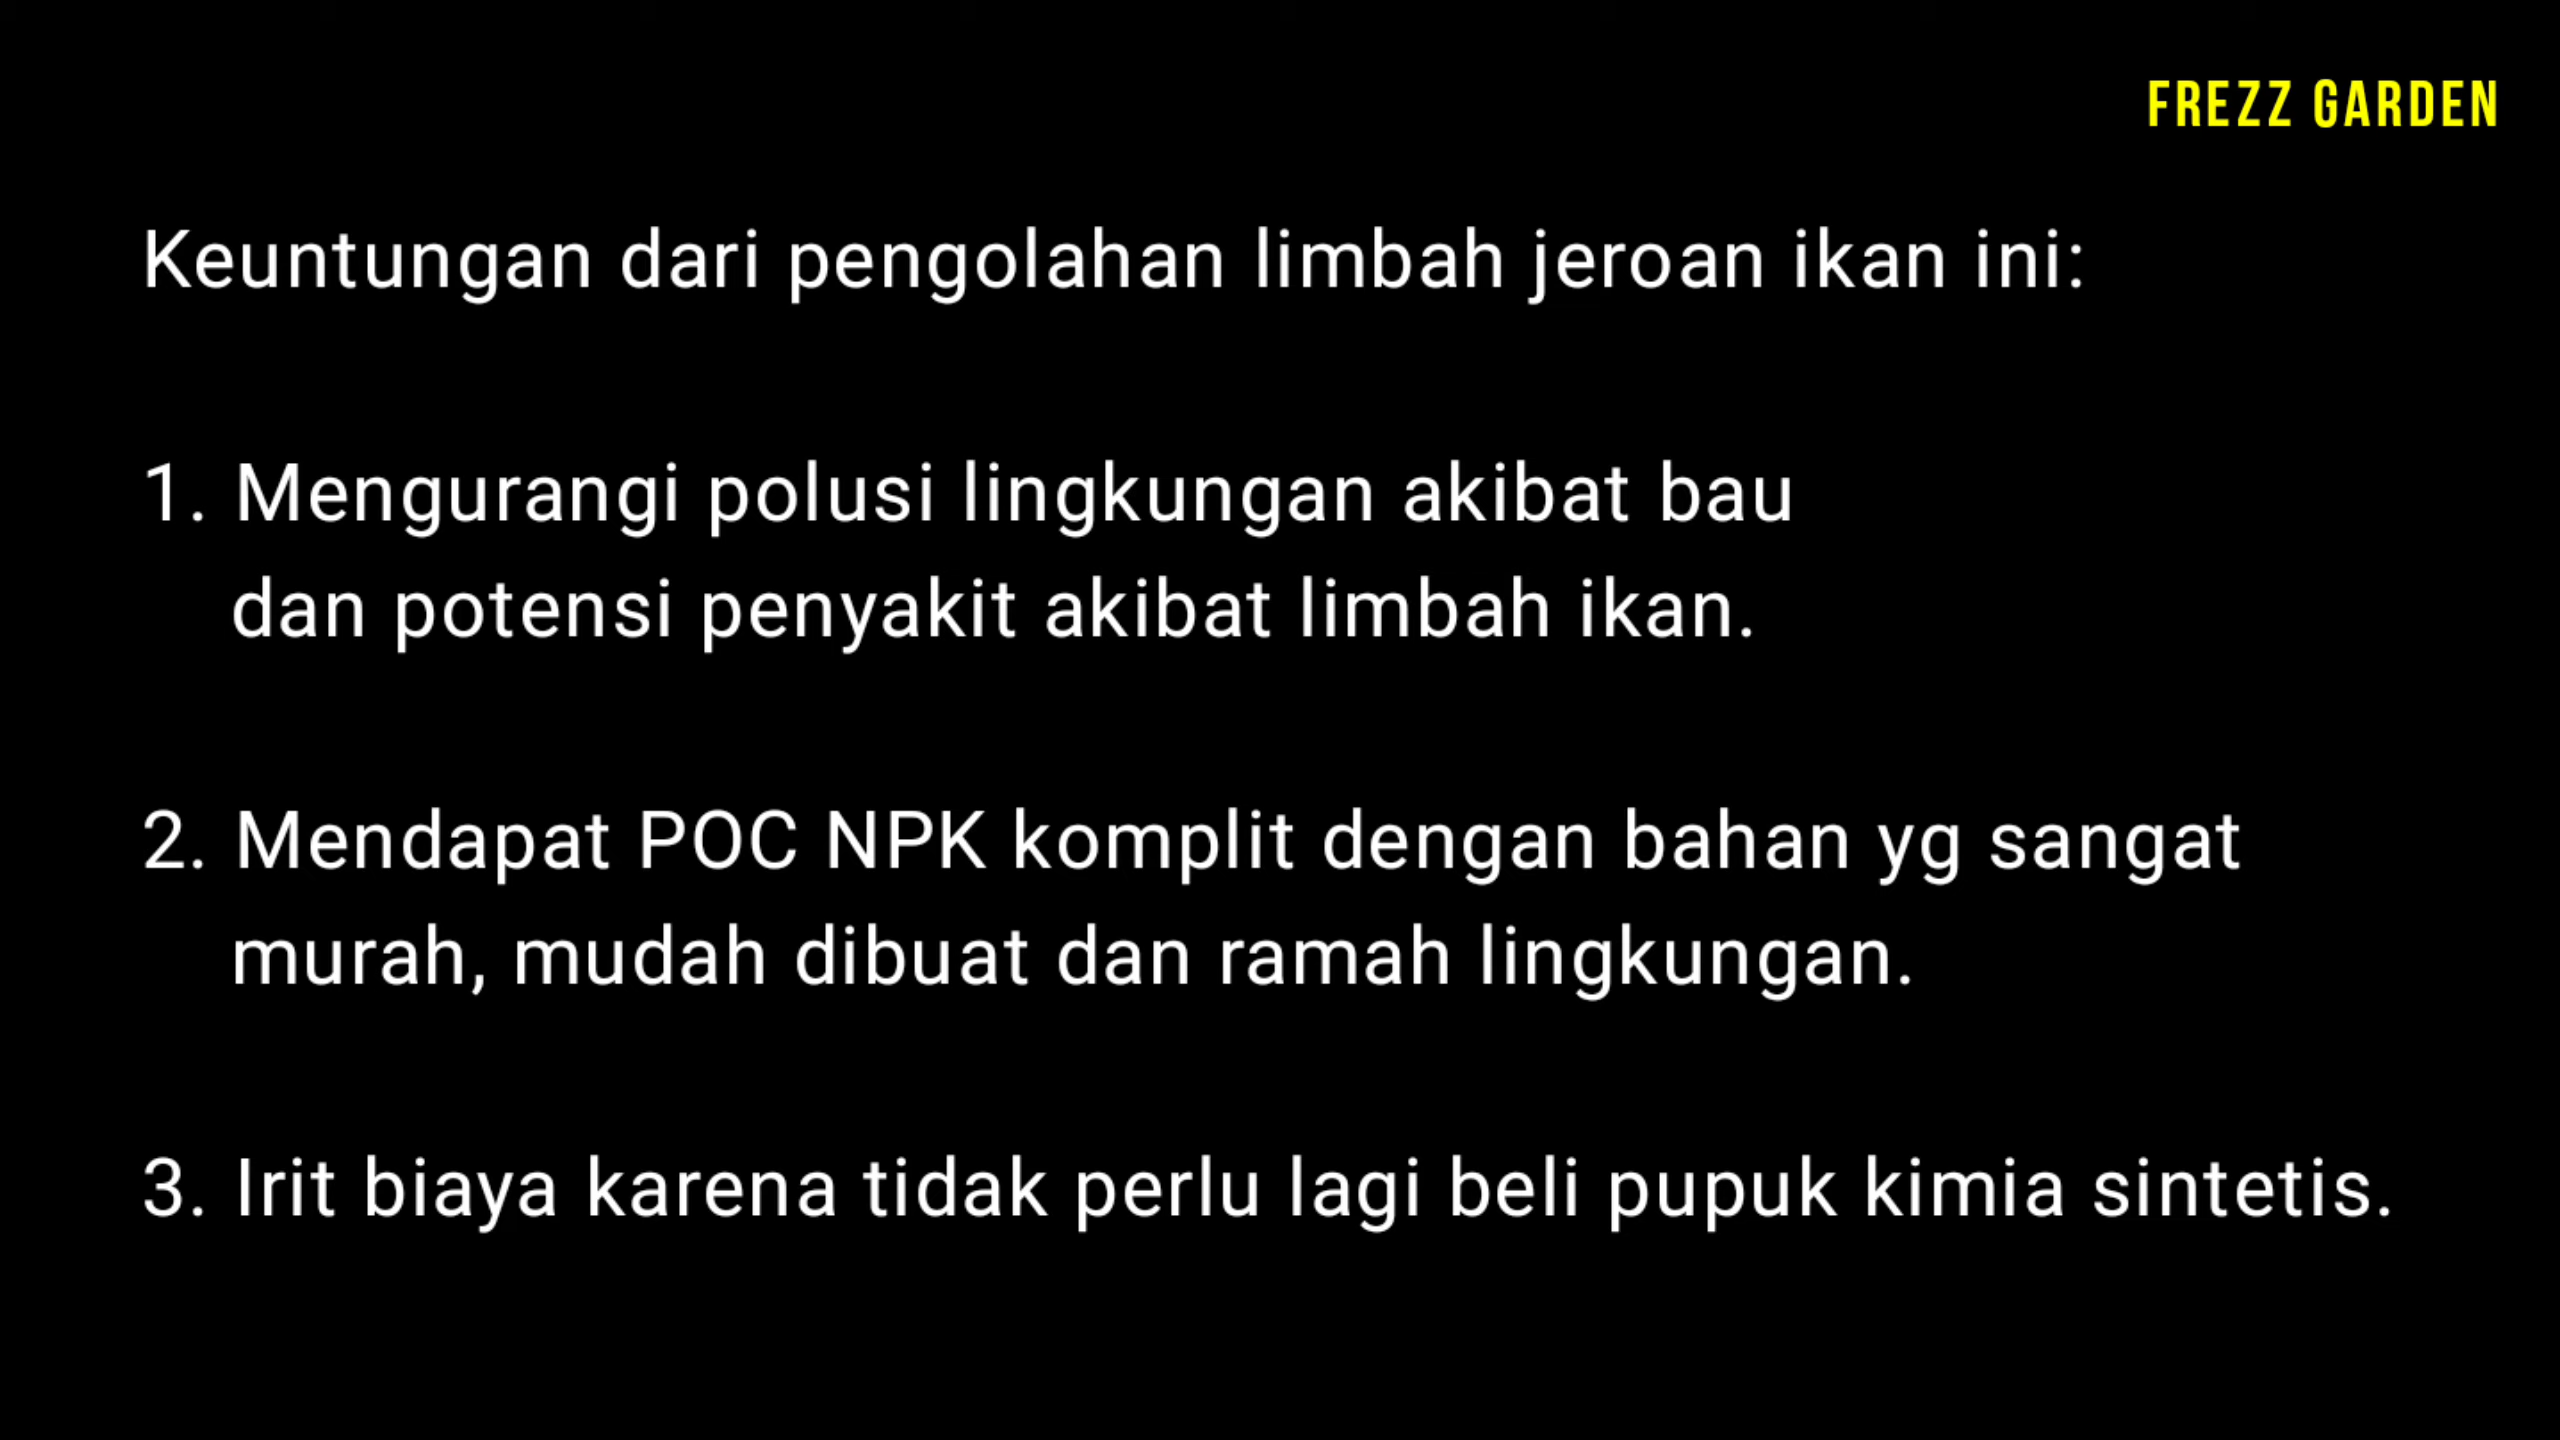 FREZZ GARDEN
Keuntungan dari pengolahan limbah jeroan ikan ini:
1. Mengurangi polusi lingkungan akibat bau
dan potensi penyakit akibat limbah ikan.
2. Mendapat POC NPK komplit dengan bahan yg sangat
murah, mudah dibuat dan ramah lingkungan.
3. Irit biaya karena tidak perlu lagi beli pupuk kimia sintetis.